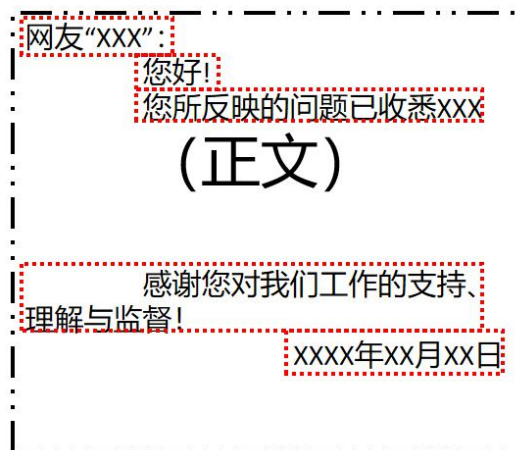 网友“XXX”：
您好！
您所反映的问题已收悉XXX
（正文）
感谢您对我们工作的支持、
理解与监督！
XXXX年XX月XX日